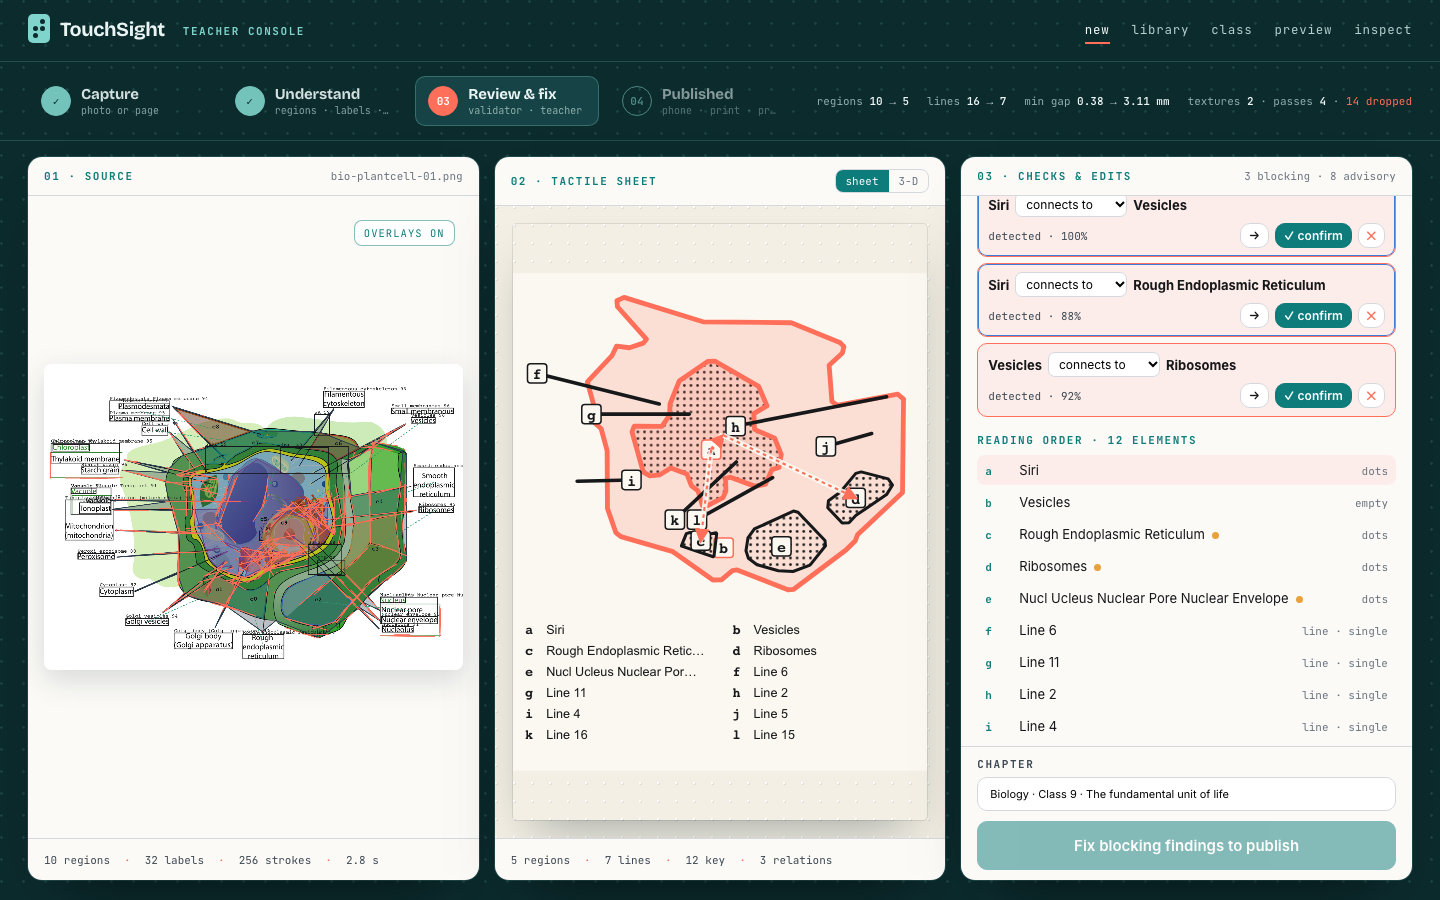 TouchSight
TEACHER CONSOLE
new library class preview inspect
✓ Capture
photo or page
✓ Understand
regions · labels ·…
03 Review & fix
validator · teacher
04 Published
phone · print · pr…
regions 10 → 5 lines 16 → 7 min gap 0.38 → 3.11 mm textures 2 · passes 4 · 14 dropped
01 · SOURCE
bio-plantcell-01.png
OVERLAYS ON
Filamentous
cytoskeleton
Plasmodesmata
Plasma membrane
Small membranous
Vesicles
Cell wall
Chloroplast
Thylakoid membrane
Starch grain
Smooth
endoplasmic
reticulum
Vacuole
Tonoplast
Ribosomes
Mitochondrion
(mitochondria)
Peroxisome
Cytoplasm
Nucleus
Nuclear pore
Nuclear envelope
Nucleolus
Golgi vesicles
Golgi body
(Golgi apparatus)
Rough
endoplasmic
reticulum
10 regions · 32 labels · 256 strokes · 2.8 s
02 · TACTILE SHEET
sheet 3-D
f
g
h
j
i
k l
d
c b
e
a Siri
b Vesicles
c Rough Endoplasmic Retic…
d Ribosomes
e Nucl Ucleus Nuclear Por…
f Line 6
g Line 11
h Line 2
i Line 4
j Line 5
k Line 16
l Line 15
5 regions · 7 lines · 12 key · 3 relations
03 · CHECKS & EDITS
3 blocking · 8 advisory
Siri connects to Vesicles
detected · 100% → ✓ confirm ✕
Siri connects to Rough Endoplasmic Reticulum
detected · 88% → ✓ confirm ✕
Vesicles connects to Ribosomes
detected · 92% → ✓ confirm ✕
READING ORDER · 12 ELEMENTS
a Siri dots
b Vesicles empty
c Rough Endoplasmic Reticulum dots
d Ribosomes dots
e Nucl Ucleus Nuclear Pore Nuclear Envelope dots
f Line 6 line · single
g Line 11 line · single
h Line 2 line · single
i Line 4 line · single
CHAPTER
Biology · Class 9 · The fundamental unit of life
Fix blocking findings to publish